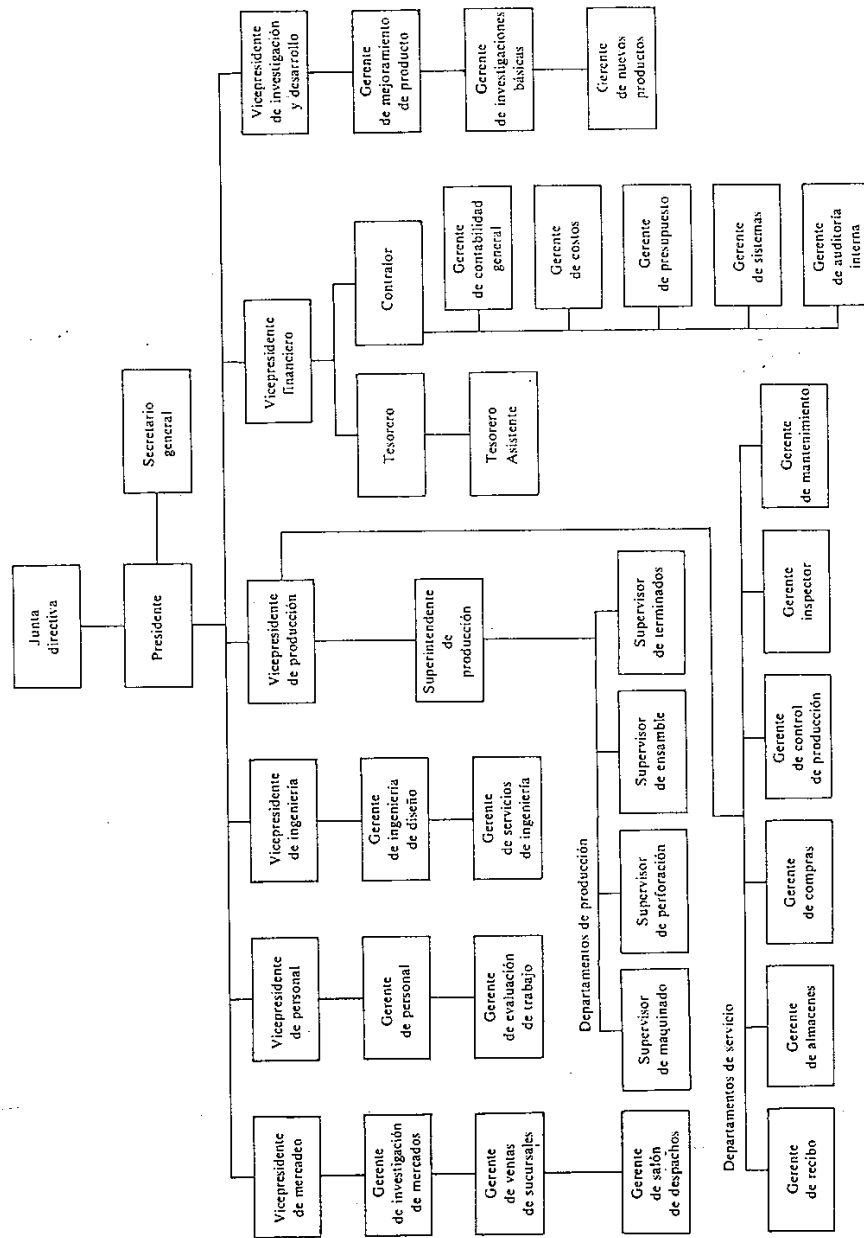 Junta
directiva
Presidente
Secretario
general
Vicepresidente
de mercadeo
Vicepresidente
de personal
Vicepresidente
de ingeniería
Vicepresidente
de producción
Vicepresidente
financiero
Vicepresidente
de investigación
y desarrollo
Gerente
de investigación
de mercados
Gerente
de personal
Gerente
de ingeniería
de diseño
Superintendente
de
producción
Tesorero
Contralor
Gerente
de mejoramiento
de producto
Gerente
de ventas
de sucursales
Gerente
de evaluación
de trabajo
Gerente
de servicios
de ingeniería
Tesorero
Asistente
Gerente
de contabilidad
general
Gerente
de investigaciones
básicas
Gerente
de costos
Gerente
de nuevos
productos
Gerente
de presupuesto
Gerente
de sistemas
Gerente
de auditoría
interna
Departamentos de producción
Gerente
de salón
de despachos
Supervisor
de maquinado
Supervisor
de perforación
Supervisor
de ensamble
Supervisor
de terminados
Departamentos de servicio
Gerente
de recibo
Gerente
de almacenes
Gerente
de compras
Gerente
de control
de producción
Gerente
inspector
Gerente
de mantenimiento